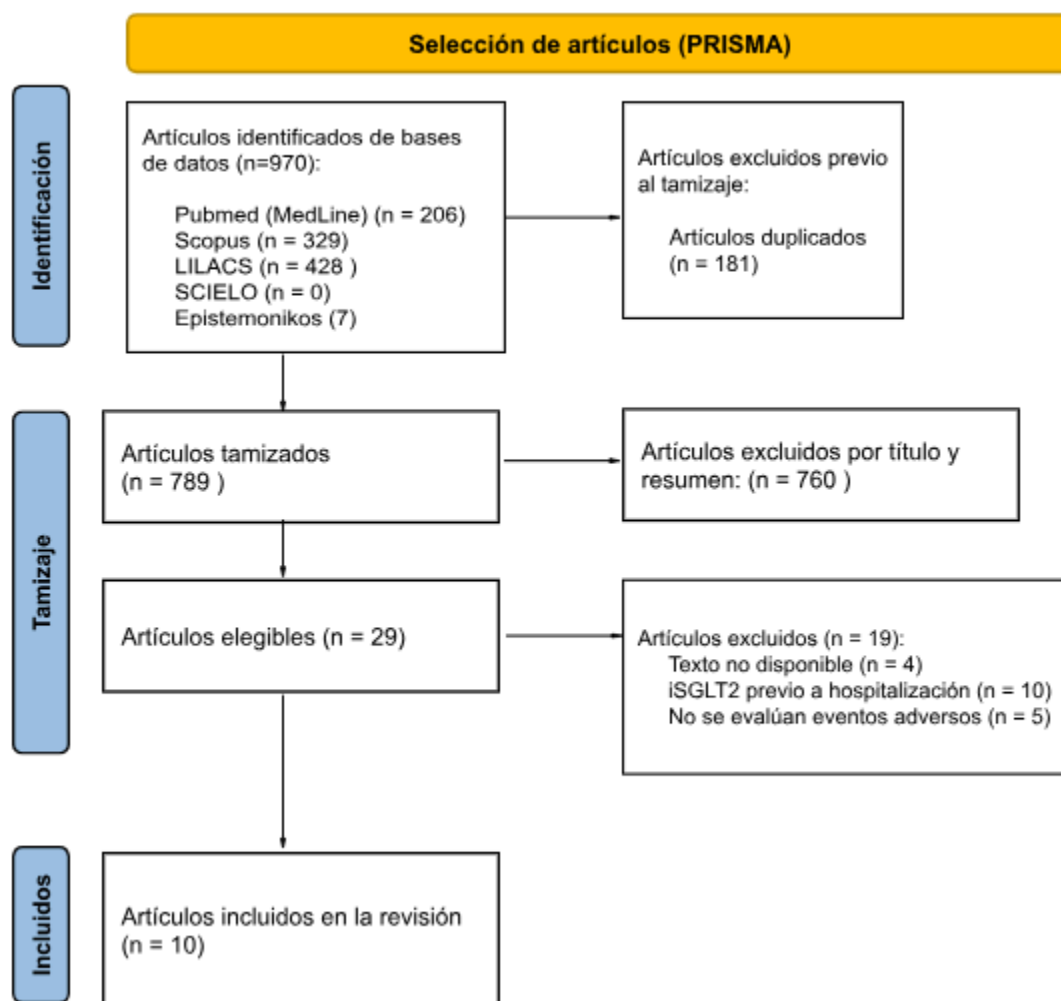 Selección de artículos (PRISMA)
Identificación
Artículos identificados de bases
de datos (n=970):
Pubmed (MedLine) (n = 206)
Scopus (n = 329)
LILACS (n = 428 )
SCIELO (n = 0)
Epistemonikos (7)
Artículos excluidos previo
al tamizaje:
Artículos duplicados
(n = 181)
Tamizaje
Artículos tamizados
(n = 789 )
Artículos excluidos por título y
resumen: (n = 760 )
Artículos elegibles (n = 29)
Artículos excluidos (n = 19):
Texto no disponible (n = 4)
iSGLT2 previo a hospitalización (n = 10)
No se evalúan eventos adversos (n = 5)
Incluidos
Artículos incluidos en la revisión
(n = 10)